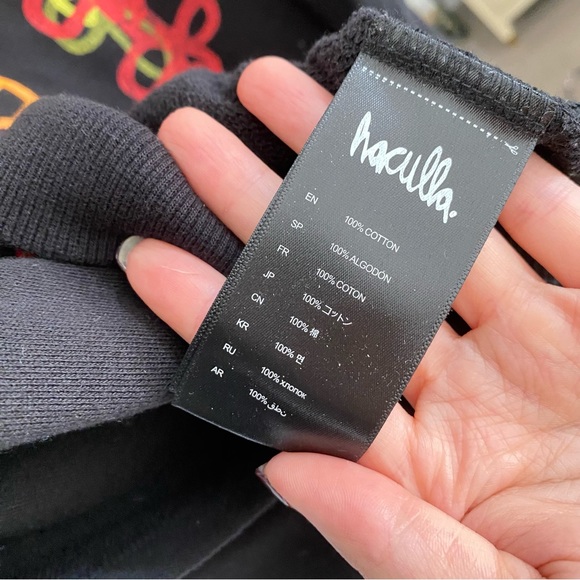 haculla.
EN 100% COTTON
SP 100% ALGODÓN
FR 100% COTON
JP 100% コットン
CN 100% 棉
KR 100% 면
RU 100% хлопок
AR 100% قطن